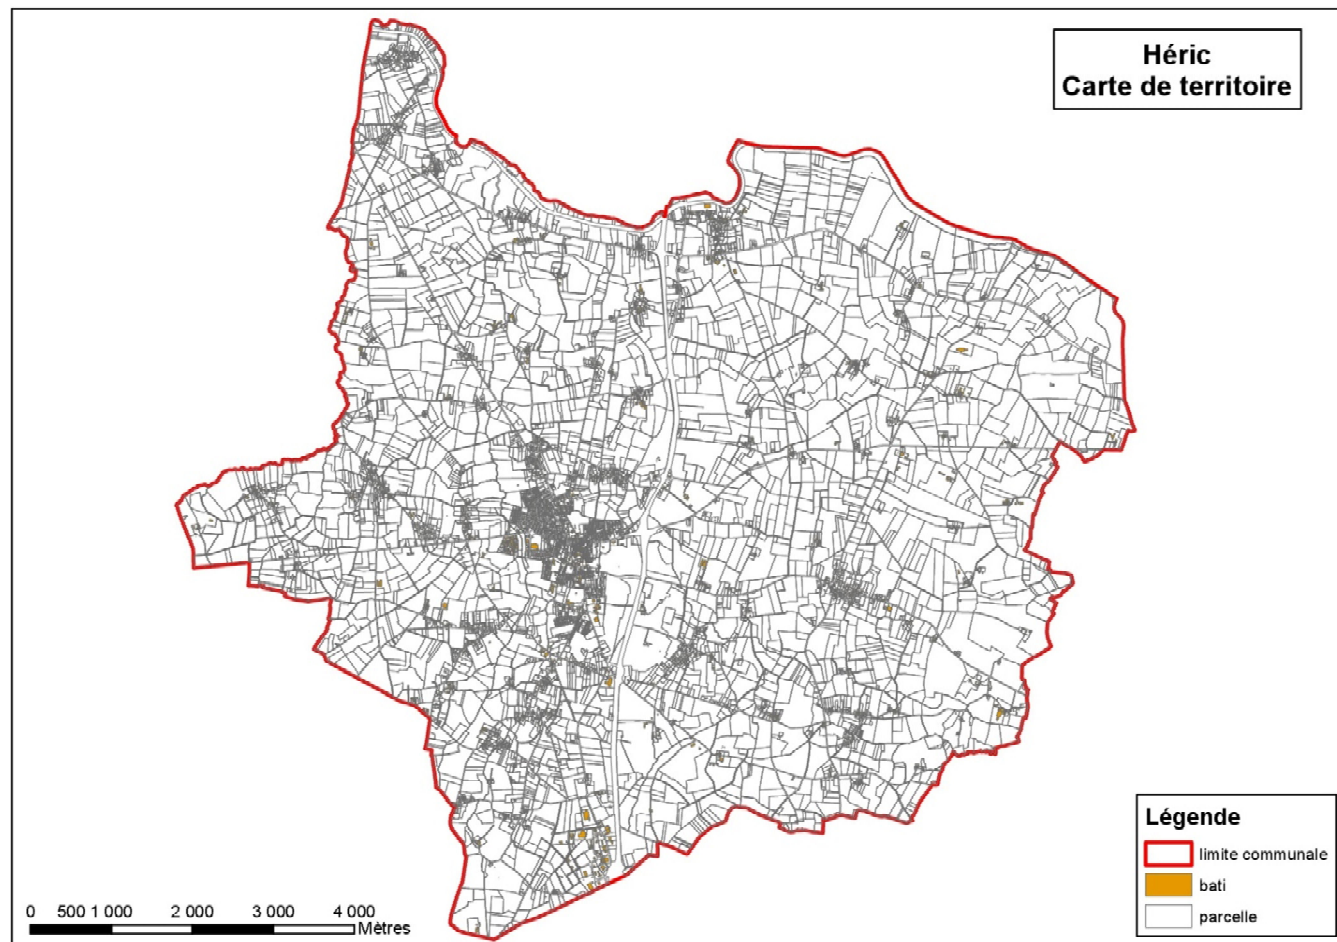 Héric
Carte de territoire
Légende
limite communale
bati
parcelle
0 500 1 000 2 000 3 000 4 000
Mètres